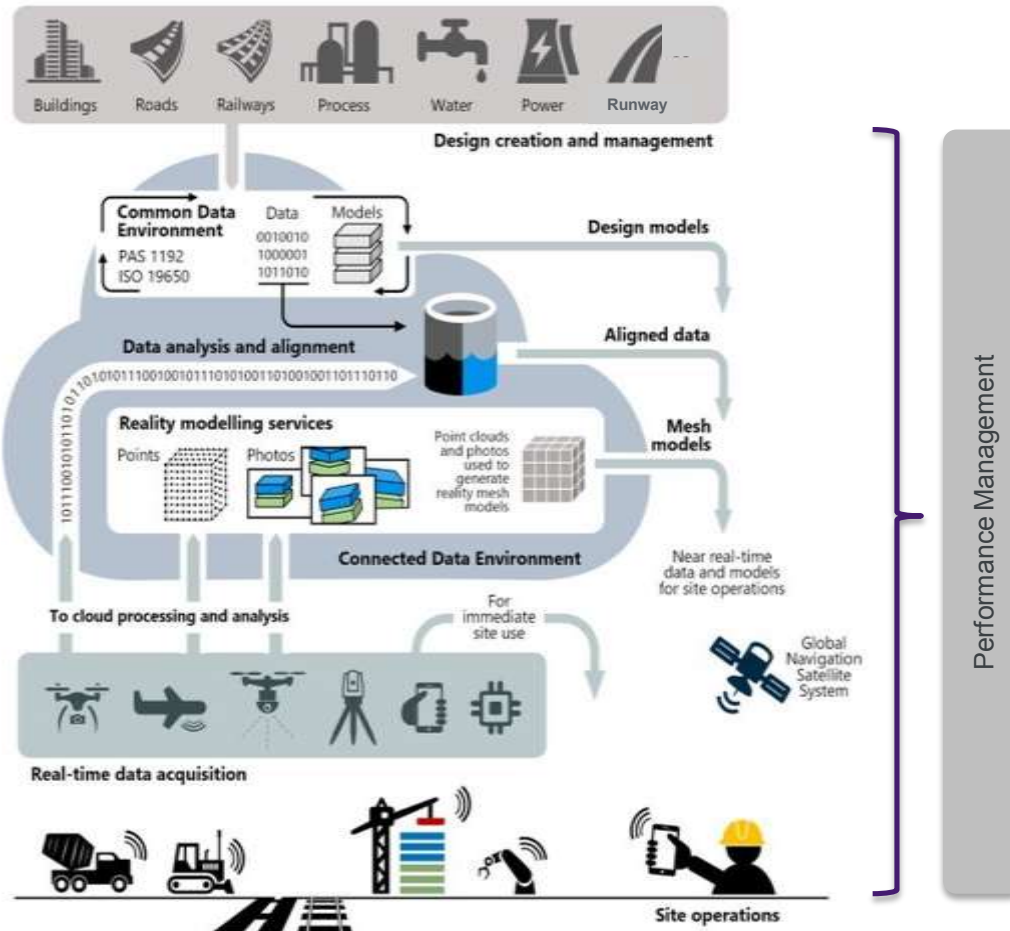 Buildings
Roads
Railways
Process
Water
Power
Runway
Design creation and management
Common Data
Environment
PAS 1192
ISO 19650
Data
0010010
1000001
1011010
Models
Design models
Data analysis and alignment
Aligned data
Reality modelling services
Points
Photos
Point clouds
and photos
used to
generate
reality mesh
models
Mesh
models
Connected Data Environment
Near real-time
data and models
for site operations
To cloud processing and analysis
For
immediate
site use
Global
Navigation
Satellite
System
Real-time data acquisition
Site operations
Performance Management